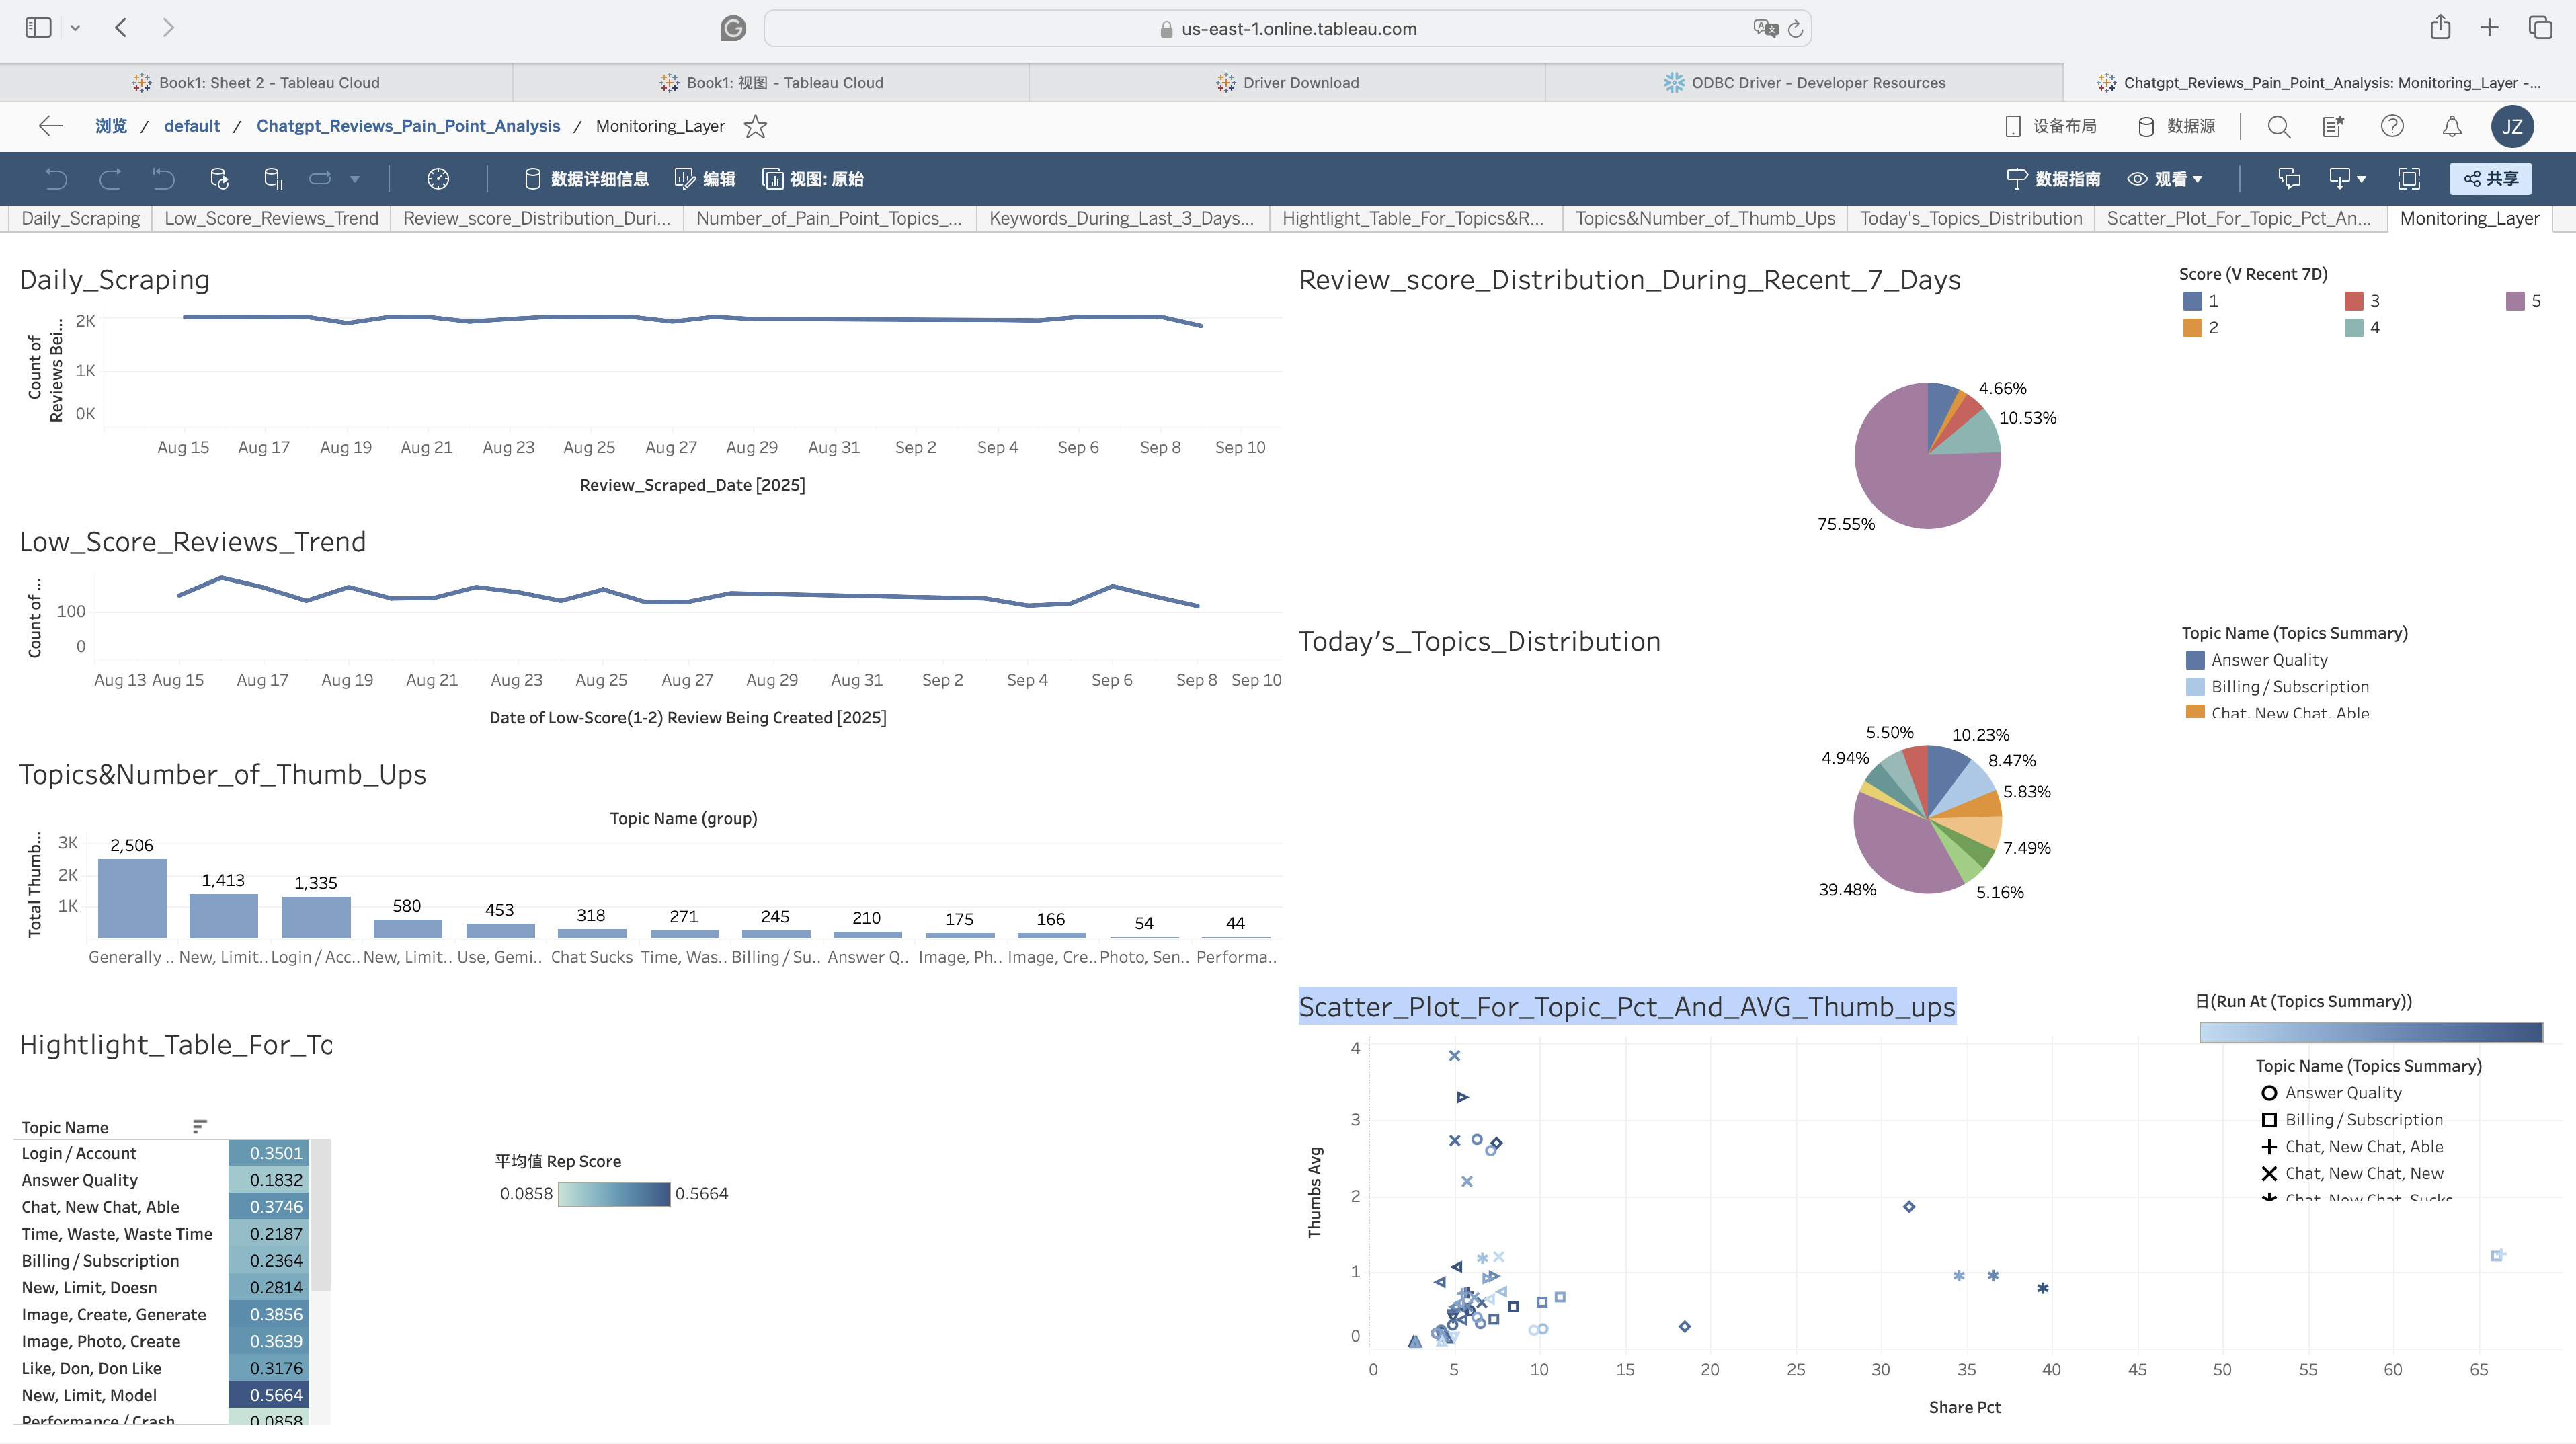 us-east-1.online.tableau.com
Book1: Sheet 2 - Tableau Cloud
Book1: 视图 - Tableau Cloud
Driver Download
ODBC Driver - Developer Resources
Chatgpt_Reviews_Pain_Point_Analysis: Monitoring_Layer -...
浏览 / default / Chatgpt_Reviews_Pain_Point_Analysis / Monitoring_Layer
设备布局
数据源
JZ
数据详细信息
编辑
视图: 原始
数据指南
观看
共享
Daily_Scraping
Low_Score_Reviews_Trend
Review_score_Distribution_Duri...
Number_of_Pain_Point_Topics_...
Keywords_During_Last_3_Days...
Hightlight_Table_For_Topics&R...
Topics&Number_of_Thumb_Ups
Today's_Topics_Distribution
Scatter_Plot_For_Topic_Pct_An...
Monitoring_Layer
Daily_Scraping
Count of
Reviews Bei...
2K
1K
0K
Aug 15 Aug 17 Aug 19 Aug 21 Aug 23 Aug 25 Aug 27 Aug 29 Aug 31 Sep 2 Sep 4 Sep 6 Sep 8 Sep 10
Review_Scraped_Date [2025]
Low_Score_Reviews_Trend
Count of ...
100
0
Aug 13 Aug 15 Aug 17 Aug 19 Aug 21 Aug 23 Aug 25 Aug 27 Aug 29 Aug 31 Sep 2 Sep 4 Sep 6 Sep 8 Sep 10
Date of Low-Score(1-2) Review Being Created [2025]
Topics&Number_of_Thumb_Ups
Topic Name (group)
Total Thumb...
3K
2K
1K
2,506 1,413 1,335 580 453 318 271 245 210 175 166 54 44
Generally .. New, Limit.. Login / Acc.. New, Limit.. Use, Gemi.. Chat Sucks Time, Was.. Billing / Su.. Answer Q.. Image, Ph.. Image, Cre.. Photo, Sen.. Performa..
Hightlight_Table_For_To
Topic Name
Login / Account 0.3501
Answer Quality 0.1832
Chat, New Chat, Able 0.3746
Time, Waste, Waste Time 0.2187
Billing / Subscription 0.2364
New, Limit, Doesn 0.2814
Image, Create, Generate 0.3856
Image, Photo, Create 0.3639
Like, Don, Don Like 0.3176
New, Limit, Model 0.5664
Performance / Crash 0.0858
平均值 Rep Score
0.0858 0.5664
Review_score_Distribution_During_Recent_7_Days
4.66%
10.53%
75.55%
Score (V Recent 7D)
1 3 5
2 4
Today's_Topics_Distribution
5.50% 10.23%
4.94% 8.47%
5.83%
7.49%
39.48% 5.16%
Topic Name (Topics Summary)
Answer Quality
Billing / Subscription
Chat, New Chat, Able
Scatter_Plot_For_Topic_Pct_And_AVG_Thumb_ups
Thumbs Avg
4
3
2
1
0
0 5 10 15 20 25 30 35 40 45 50 55 60 65
Share Pct
日(Run At (Topics Summary))
Topic Name (Topics Summary)
Answer Quality
Billing / Subscription
Chat, New Chat, Able
Chat, New Chat, New
Chat, New Chat, Sucks